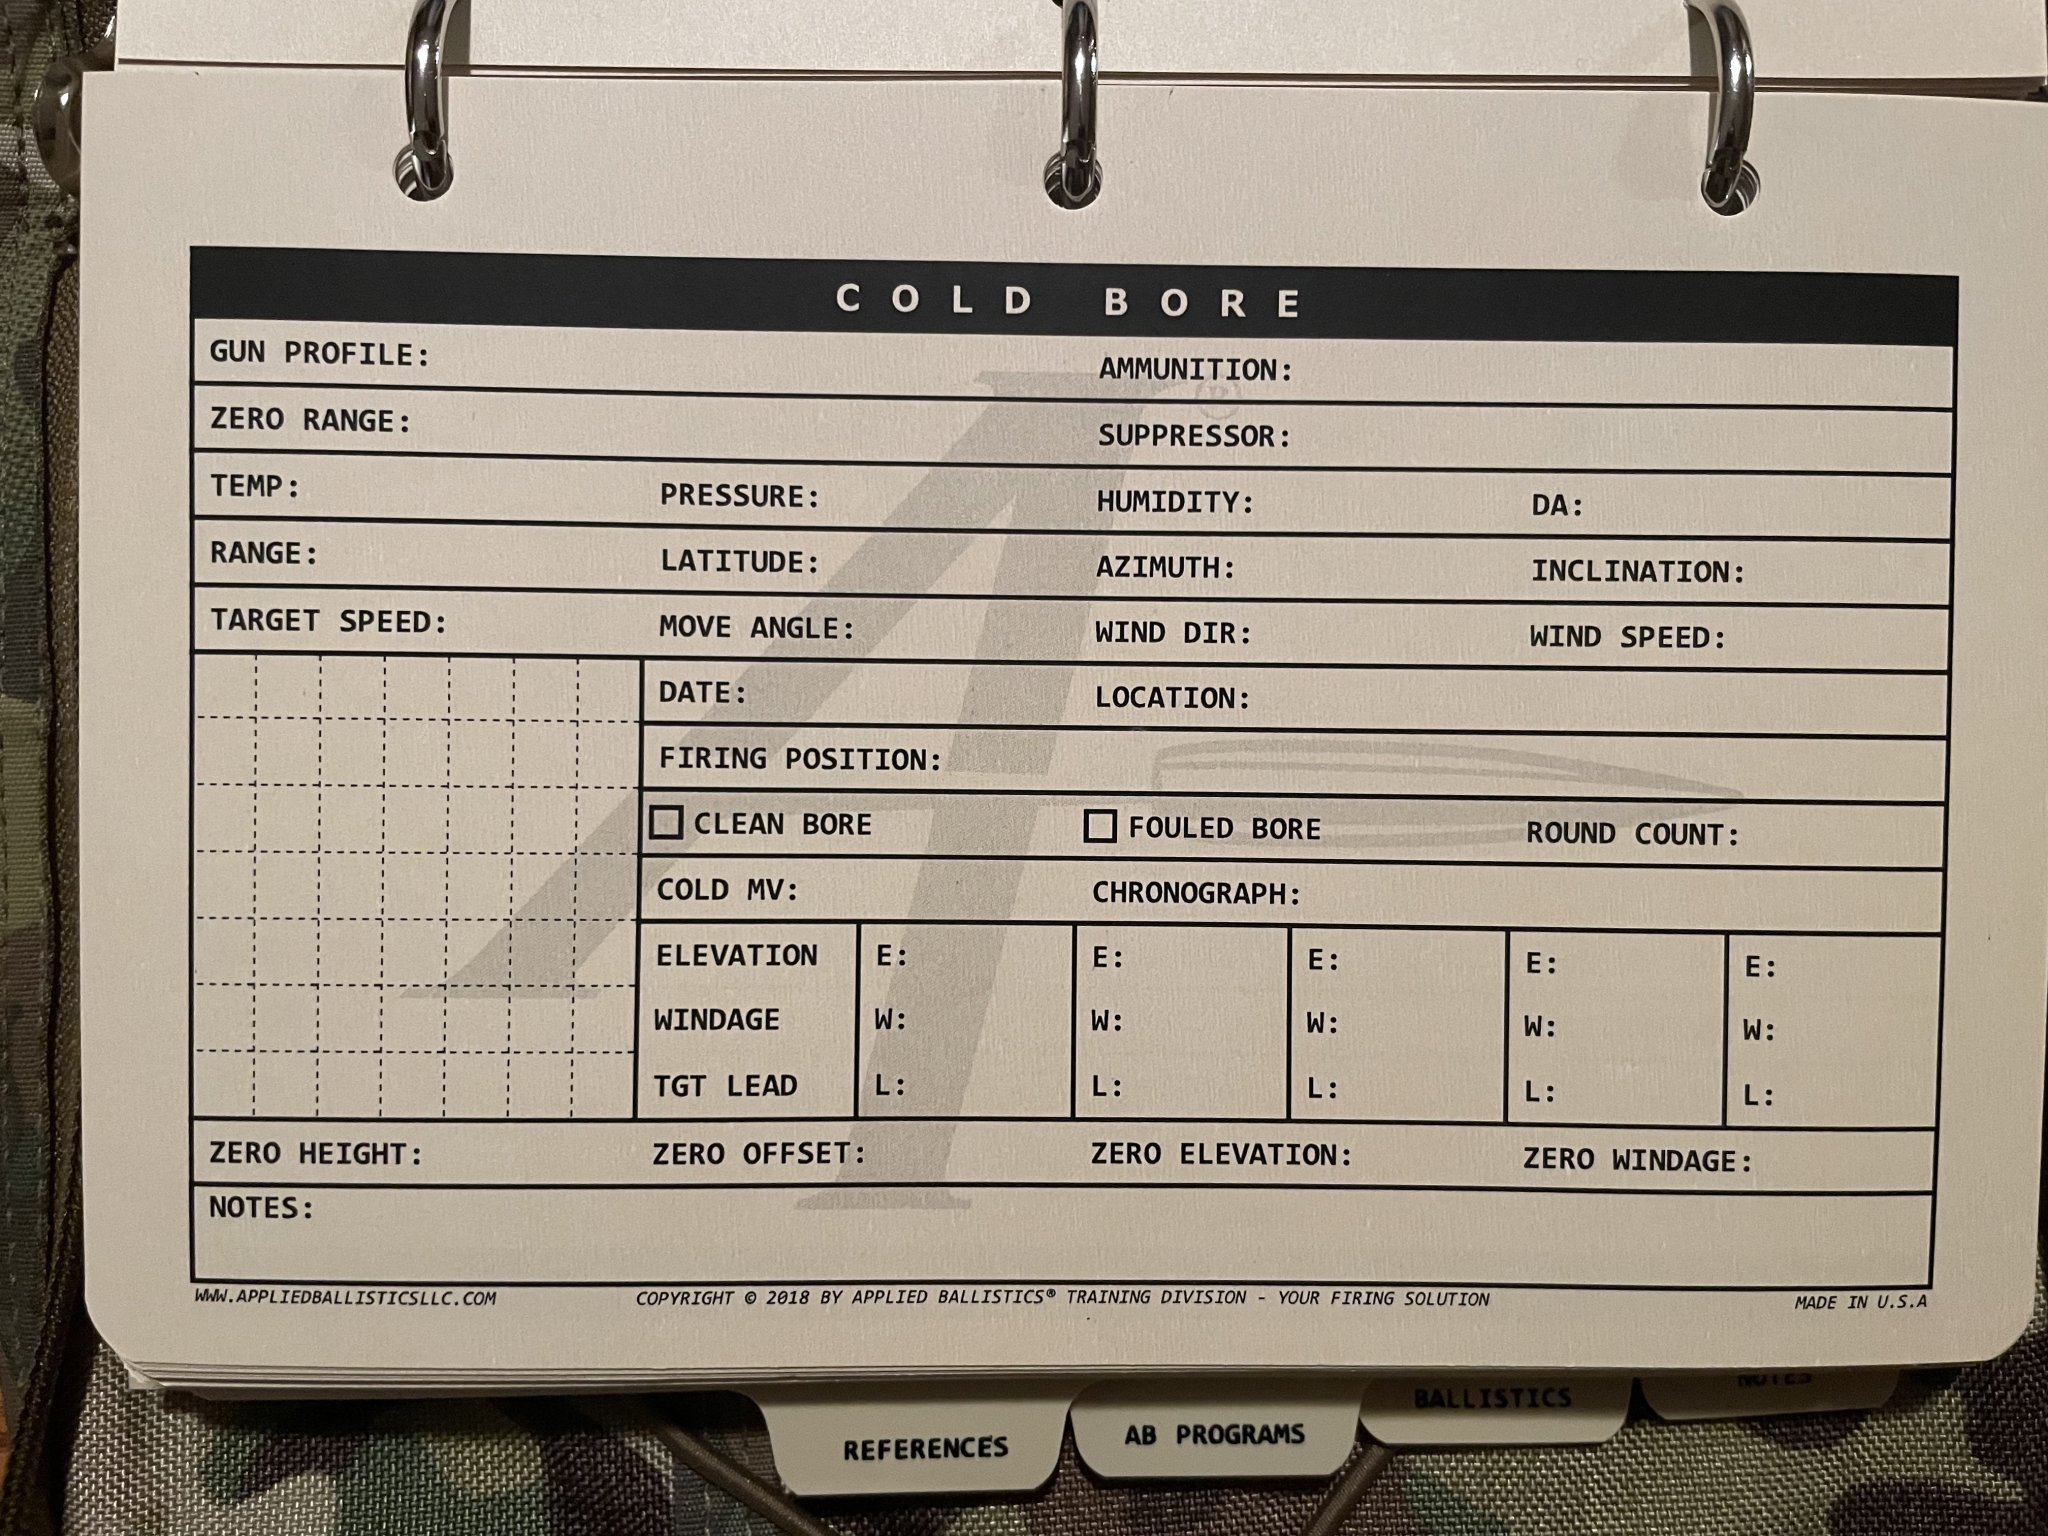 COLD BORE
GUN PROFILE: AMMUNITION:
ZERO RANGE: SUPPRESSOR:
TEMP: PRESSURE: HUMIDITY: DA:
RANGE: LATITUDE: AZIMUTH: INCLINATION:
TARGET SPEED: MOVE ANGLE: WIND DIR: WIND SPEED:
DATE: LOCATION:
FIRING POSITION:
CLEAN BORE FOULED BORE ROUND COUNT:
COLD MV: CHRONOGRAPH:
ELEVATION E: E: E: E: E:
WINDAGE W: W: W: W: W:
TGT LEAD L: L: L: L: L:
ZERO HEIGHT: ZERO OFFSET: ZERO ELEVATION: ZERO WINDAGE:
NOTES:
WWW.APPLIEDBALLISTICSLLC.COM COPYRIGHT © 2018 BY APPLIED BALLISTICS® TRAINING DIVISION - YOUR FIRING SOLUTION MADE IN U.S.A
REFERENCES AB PROGRAMS BALLISTICS NOTES